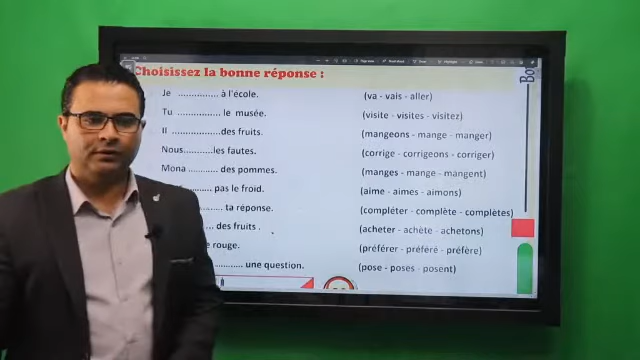 Choisissez la bonne réponse :
Je ............... à l'école. (va - vais - aller)
Tu ................ le musée. (visite - visites - visitez)
Il .................des fruits. (mangeons - mange - manger)
Nous..........les fautes. (corrige - corrigeons - corriger)
Mona .......... des pommes. (manges - mange - mangent)
.......... pas le froid. (aime - aimes - aimons)
.......... ta réponse. (compléter - complète - complètes)
... des fruits . (acheter - achète - achetons)
rouge. (préférer - préféré - préfère)
.......... une question. (pose - poses - posent)
Bo